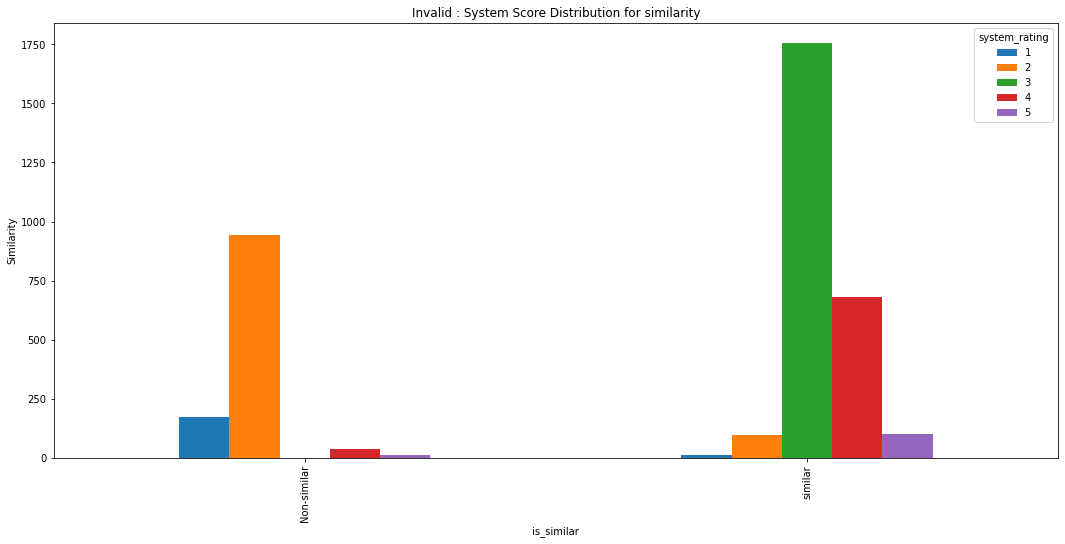 Invalid : System Score Distribution for similarity
system_rating
1
2
3
4
5
1750
1500
1250
1000
750
500
250
0
Similarity
Non-similar
similar
is_similar